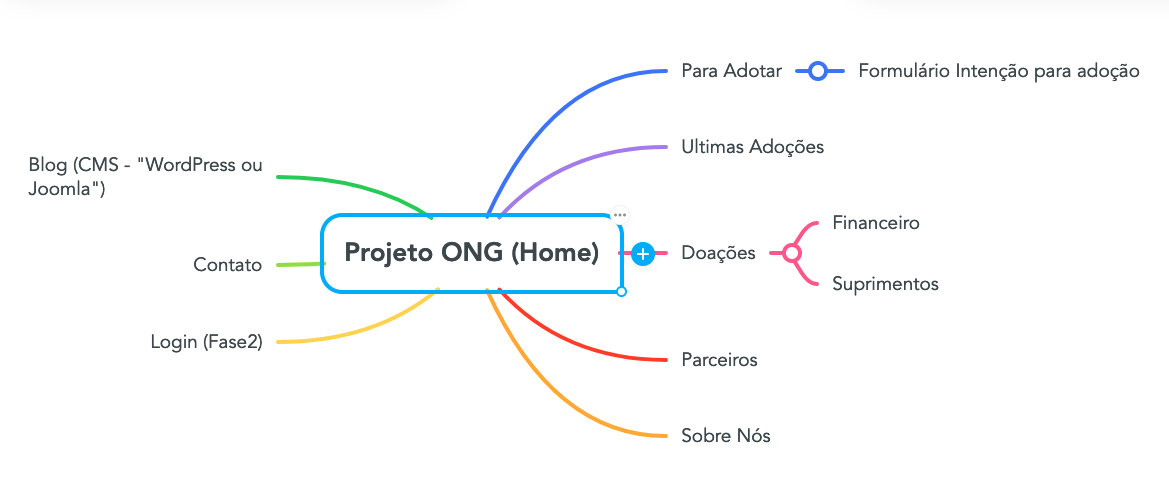 Para Adotar
Formulário Intenção para adoção
Ultimas Adoções
Blog (CMS - "WordPress ou
Joomla")
Financeiro
Projeto ONG (Home)
Doações
Contato
Suprimentos
Login (Fase2)
Parceiros
Sobre Nós